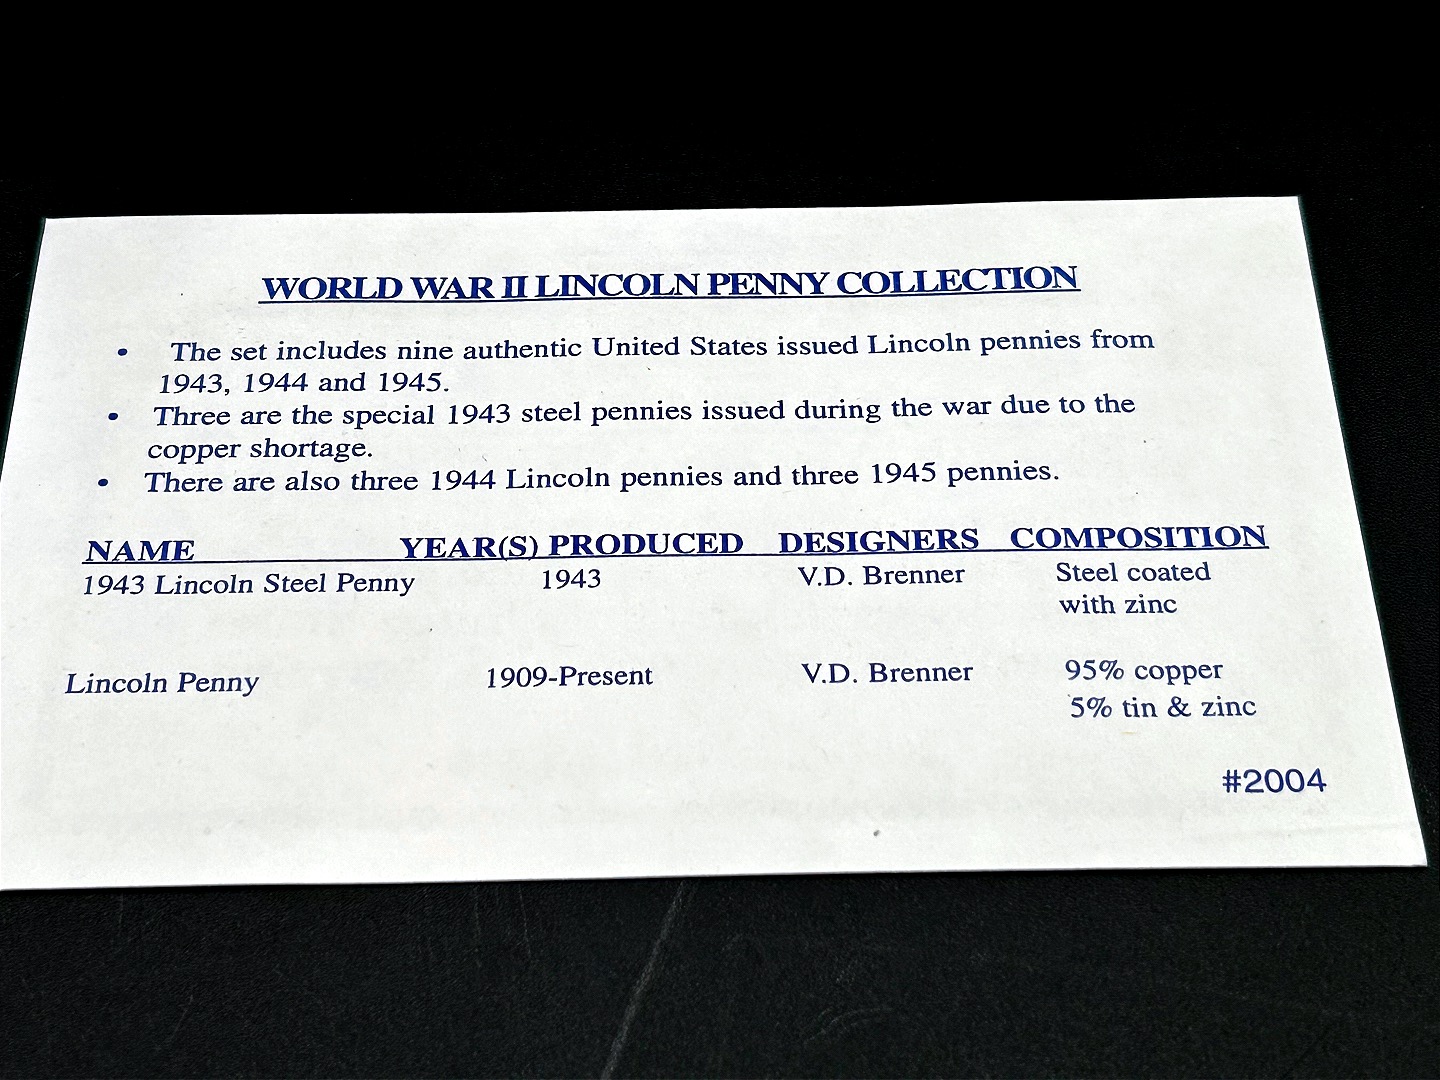 WORLD WAR II LINCOLN PENNY COLLECTION
• The set includes nine authentic United States issued Lincoln pennies from
1943, 1944 and 1945.
• Three are the special 1943 steel pennies issued during the war due to the
copper shortage.
• There are also three 1944 Lincoln pennies and three 1945 pennies.
NAME YEAR(S) PRODUCED DESIGNERS COMPOSITION
1943 Lincoln Steel Penny 1943 V.D. Brenner Steel coated
with zinc
Lincoln Penny 1909-Present V.D. Brenner 95% copper
5% tin & zinc
#2004